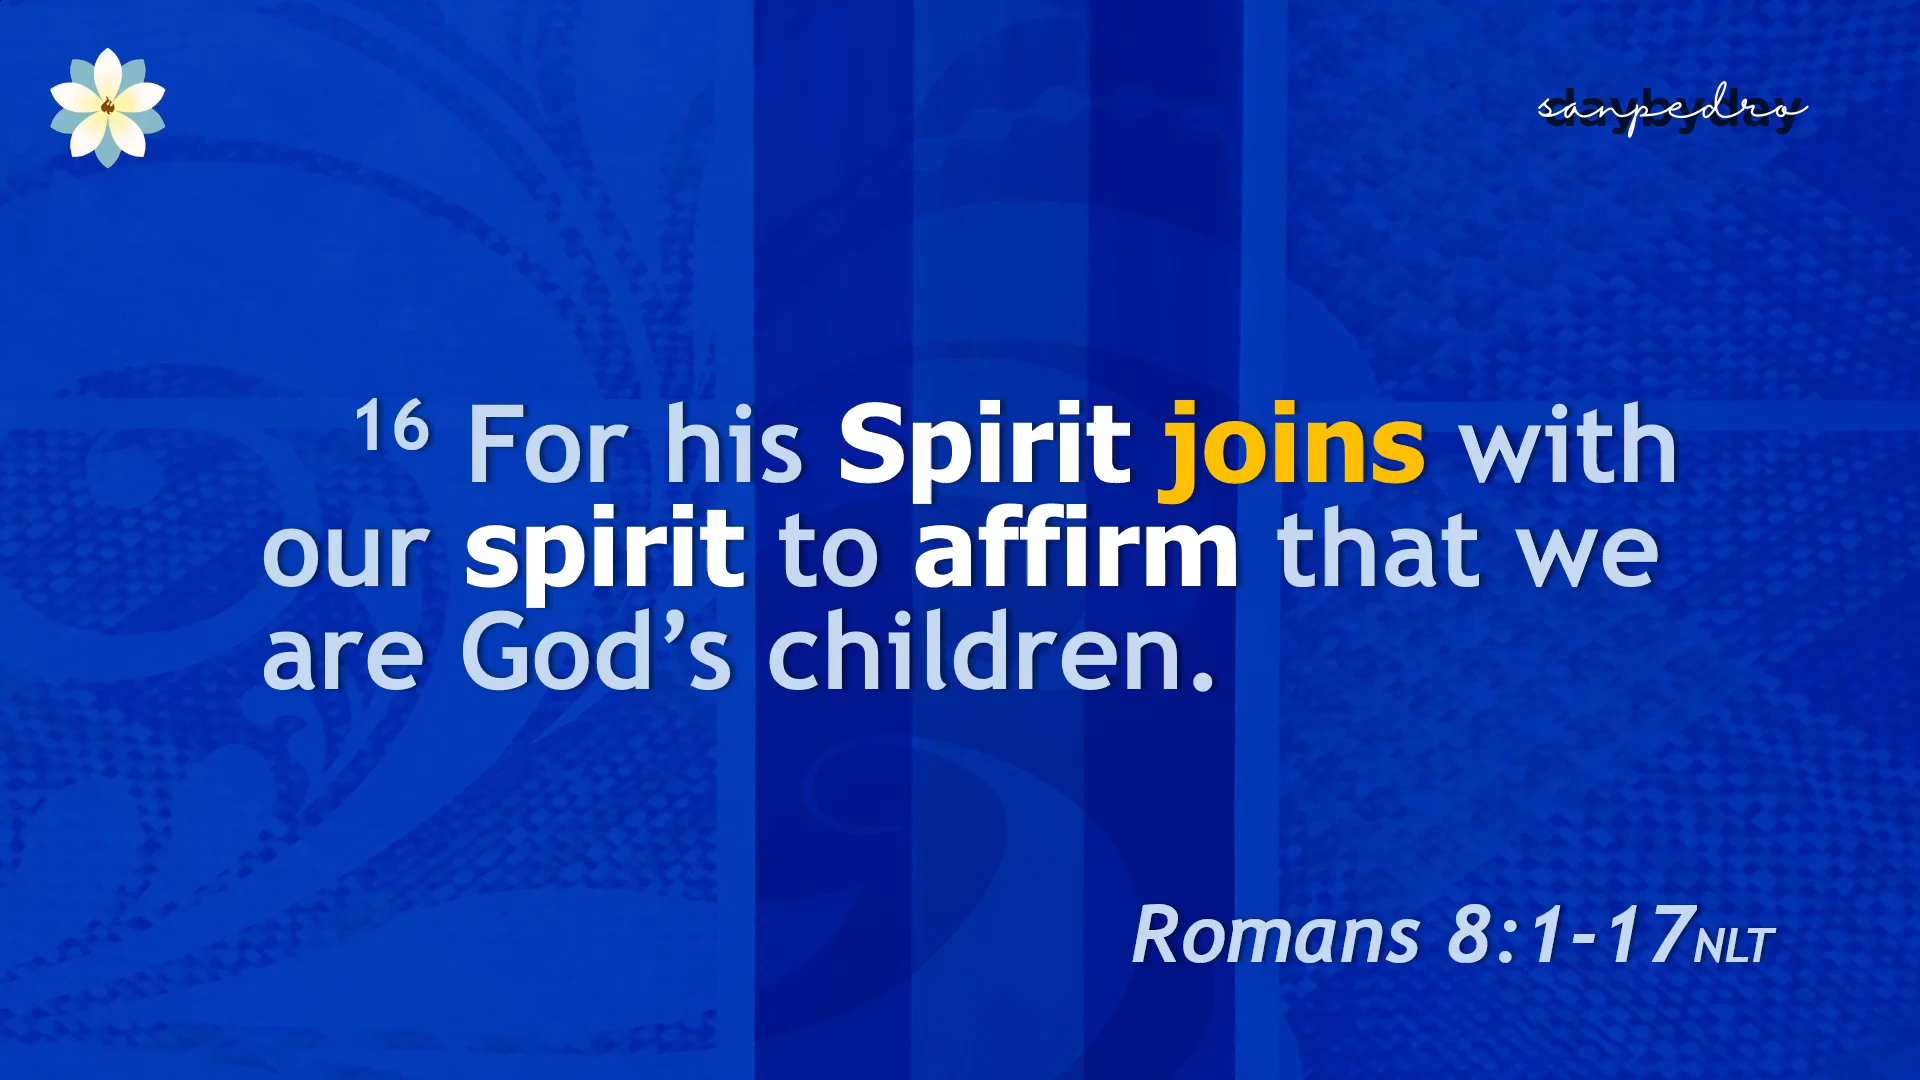 daybyday
sanpedro
16 For his Spirit joins with
our spirit to affirm that we
are God’s children.
Romans 8:1-17NLT